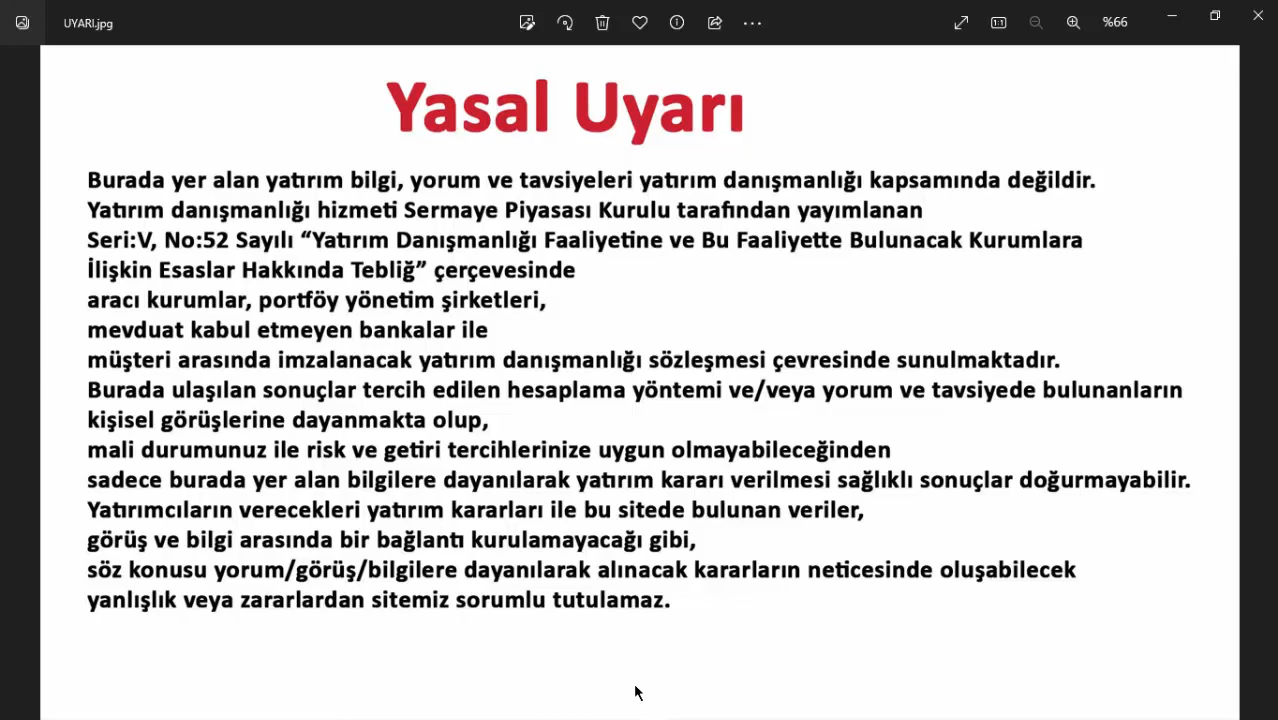 UYARI.jpg
%66
Yasal Uyarı
Burada yer alan yatırım bilgi, yorum ve tavsiyeleri yatırım danışmanlığı kapsamında değildir.
Yatırım danışmanlığı hizmeti Sermaye Piyasası Kurulu tarafından yayımlanan
Seri:V, No:52 Sayılı “Yatırım Danışmanlığı Faaliyetine ve Bu Faaliyette Bulunacak Kurumlara
İlişkin Esaslar Hakkında Tebliğ” çerçevesinde
aracı kurumlar, portföy yönetim şirketleri,
mevduat kabul etmeyen bankalar ile
müşteri arasında imzalanacak yatırım danışmanlığı sözleşmesi çevresinde sunulmaktadır.
Burada ulaşılan sonuçlar tercih edilen hesaplama yöntemi ve/veya yorum ve tavsiyede bulunanların
kişisel görüşlerine dayanmakta olup,
mali durumunuz ile risk ve getiri tercihlerinize uygun olmayabileceğinden
sadece burada yer alan bilgilere dayanılarak yatırım kararı verilmesi sağlıklı sonuçlar doğurmayabilir.
Yatırımcıların verecekleri yatırım kararları ile bu sitede bulunan veriler,
görüş ve bilgi arasında bir bağlantı kurulamayacağı gibi,
söz konusu yorum/görüş/bilgilere dayanılarak alınacak kararların neticesinde oluşabilecek
yanlışlık veya zararlardan sitemiz sorumlu tutulamaz.